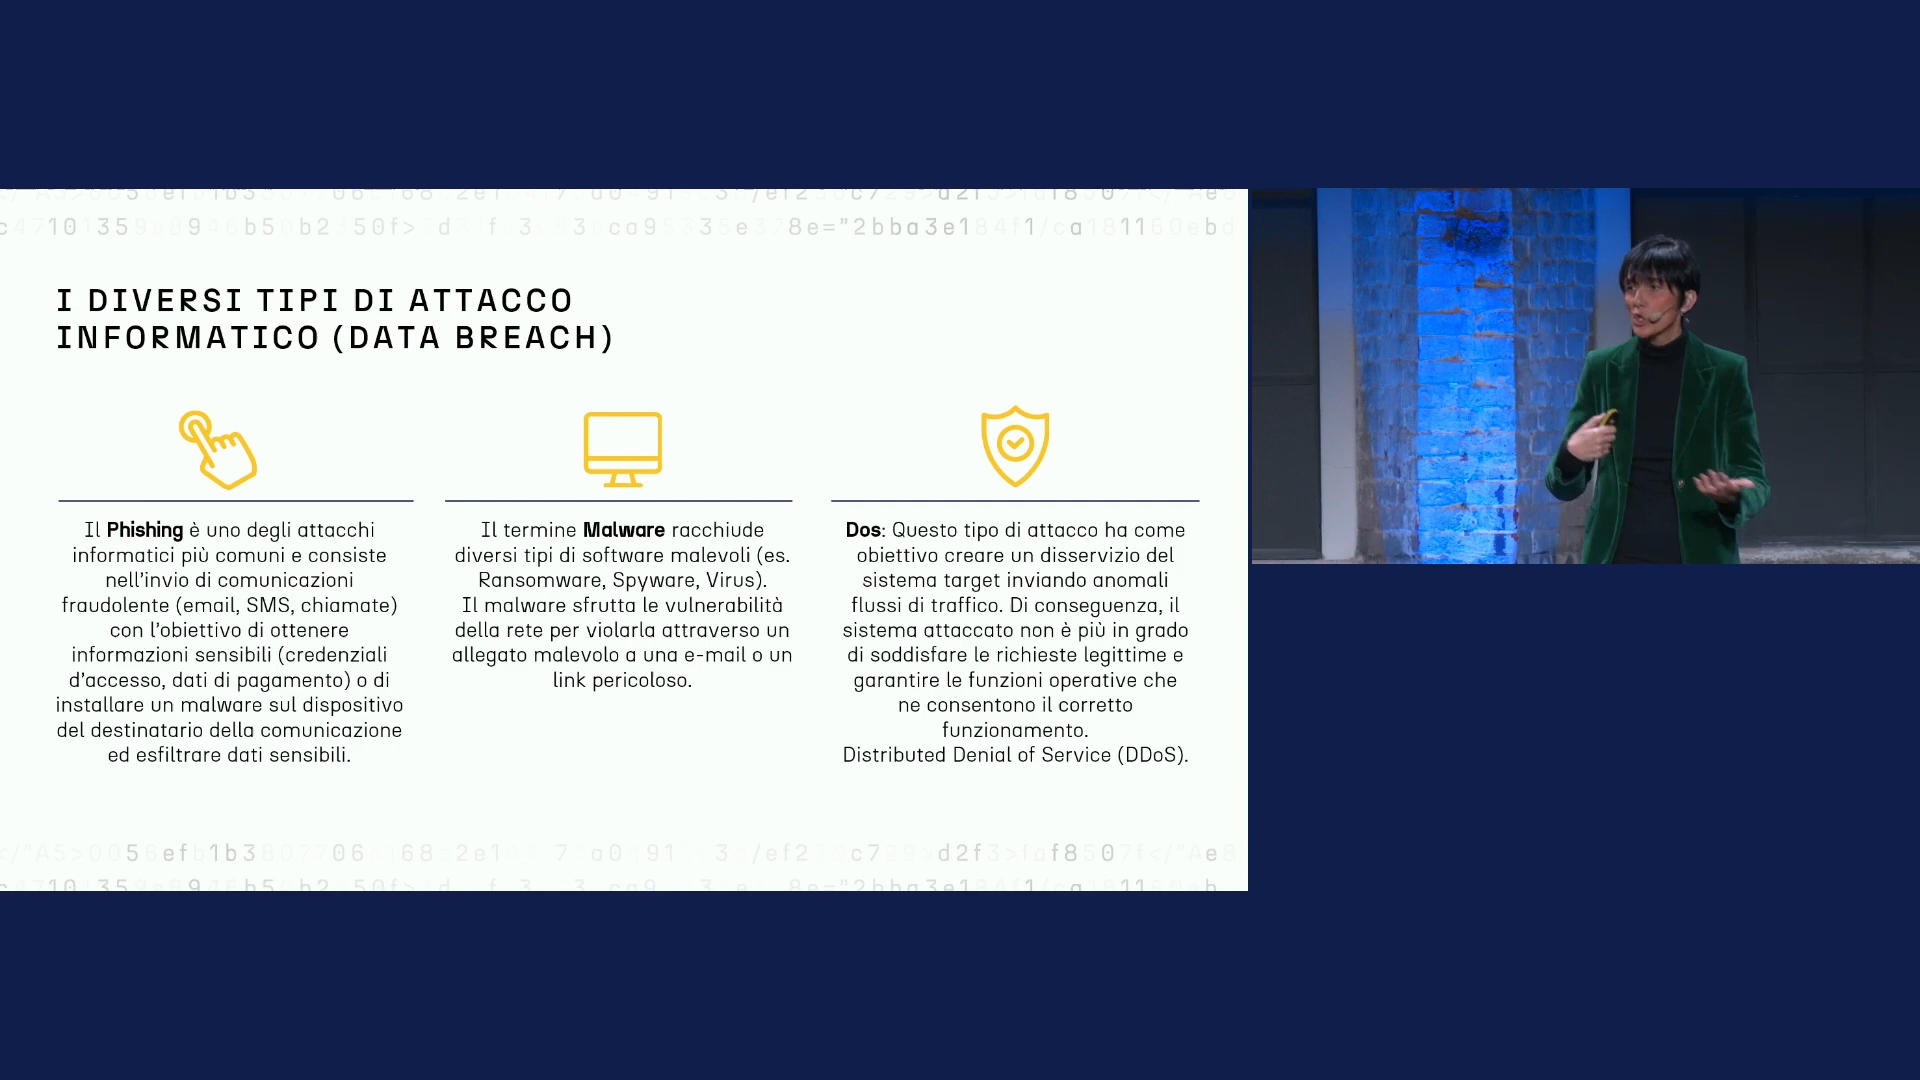 I DIVERSI TIPI DI ATTACCO
INFORMATICO (DATA BREACH)
Il Phishing è uno degli attacchi
informatici più comuni e consiste
nell'invio di comunicazioni
fraudolente (email, SMS, chiamate)
con l'obiettivo di ottenere
informazioni sensibili (credenziali
d'accesso, dati di pagamento) o di
installare un malware sul dispositivo
del destinatario della comunicazione
ed esfiltrare dati sensibili.
Il termine Malware racchiude
diversi tipi di software malevoli (es.
Ransomware, Spyware, Virus).
Il malware sfrutta le vulnerabilità
della rete per violarla attraverso un
allegato malevolo a una e-mail o un
link pericoloso.
Dos: Questo tipo di attacco ha come
obiettivo creare un disservizio del
sistema target inviando anomali
flussi di traffico. Di conseguenza, il
sistema attaccato non è più in grado
di soddisfare le richieste legittime e
garantire le funzioni operative che
ne consentono il corretto
funzionamento.
Distributed Denial of Service (DDoS).